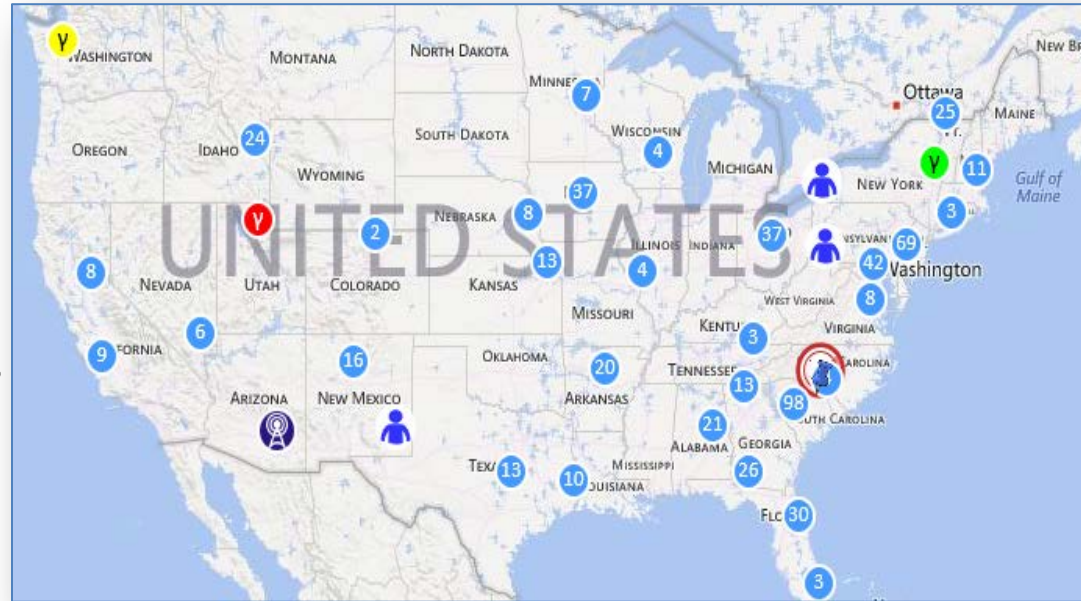 NORTH DAKOTA
NEW B
γ
WASHINGTON
MONTANA
MINNES
7
Ottawa
25
MAINE
24
SOUTH DAKOTA
WISCONSIN
4
OREGON
IDAHO
MICHIGAN
γ
11
WYOMING
NEW YORK
Gulf of
Maine
37
8
NEBRASKA
3
γ
UNITED STATES
2
37
69
NSYLVAN
ILLINOIS
INDIANA
42
Washington
13
4
8
NEVADA
UTAH
COLORADO
KANSAS
WEST VIRGINIA
8
MISSOURI
KENTU
VIRGINIA
6
3
9
FORNIA
16
OKLAHOMA
20
TENNESSE
CAROLINA
13
ARIZONA
NEW MEXICO
ARKANSAS
98
UTH CAROLINA
21
ALABAMA
GEORGIA
TEXA
13
MISSISSIPPI
26
10
OUISIANA
FLO
30
3